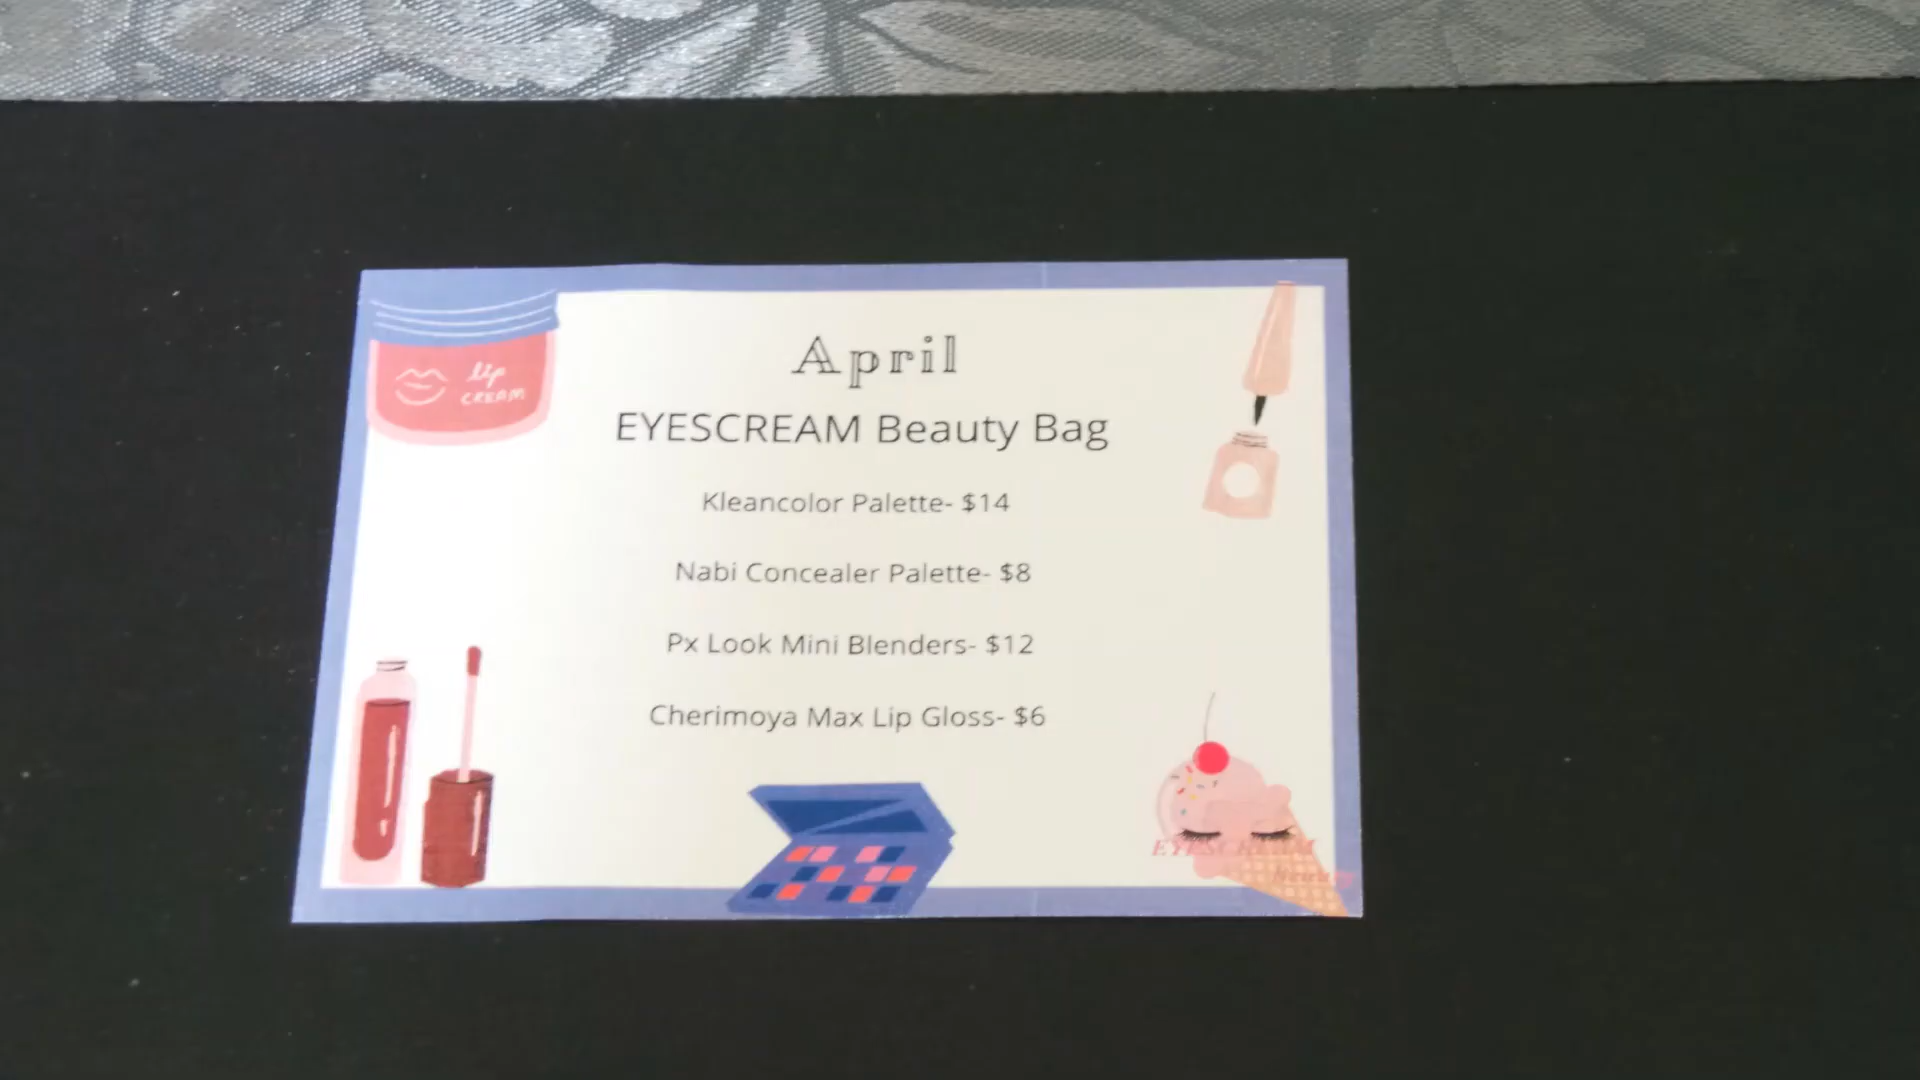 lip
CREAM
April
EYESCREAM Beauty Bag
Kleancolor Palette- $14
Nabi Concealer Palette- $8
Px Look Mini Blenders- $12
Cherimoya Max Lip Gloss- $6
EYESCREAM